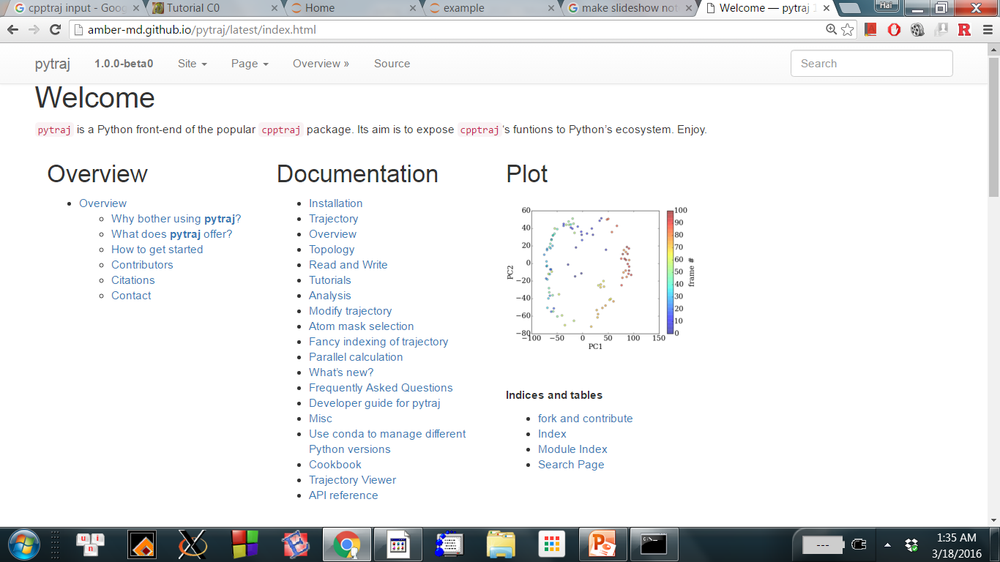 cpptraj input - Goog
Tutorial C0
Home
example
make slideshow not
Welcome — pytraj 1
Hai
amber-md.github.io/pytraj/latest/index.html
pytraj 1.0.0-beta0 Site Page Overview » Source Search
Welcome
pytraj is a Python front-end of the popular cpptraj package. Its aim is to expose cpptraj 's funtions to Python's ecosystem. Enjoy.
Overview
Overview
Why bother using pytraj?
What does pytraj offer?
How to get started
Contributors
Citations
Contact
Documentation
Installation
Trajectory
Overview
Topology
Read and Write
Tutorials
Analysis
Modify trajectory
Atom mask selection
Fancy indexing of trajectory
Parallel calculation
What's new?
Frequently Asked Questions
Developer guide for pytraj
Misc
Use conda to manage different
Python versions
Cookbook
Trajectory Viewer
API reference
Plot
60
40
20
0
−20
−40
−60
−80
PC2
−100 −50 0 50 100 150
PC1
100
90
80
70
60
50
40
30
20
10
0
frame #
Indices and tables
fork and contribute
Index
Module Index
Search Page
u i n
C:\
---
1:35 AM
3/18/2016